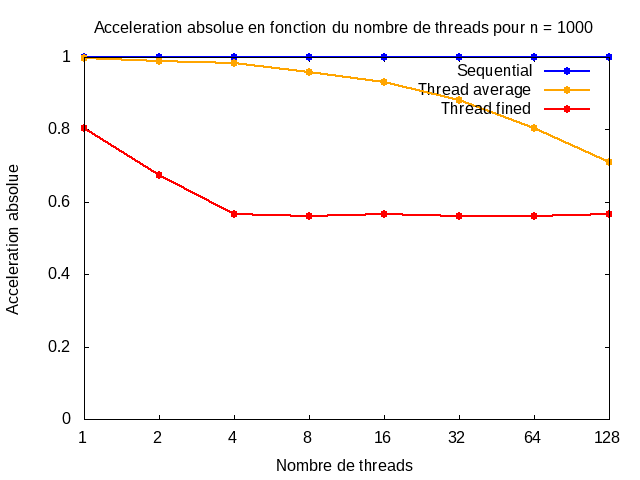 Acceleration absolue en fonction du nombre de threads pour n = 1000
Acceleration absolue
1
0.8
0.6
0.4
0.2
0
Sequential
Thread average
Thread fined
1 2 4 8 16 32 64 128
Nombre de threads